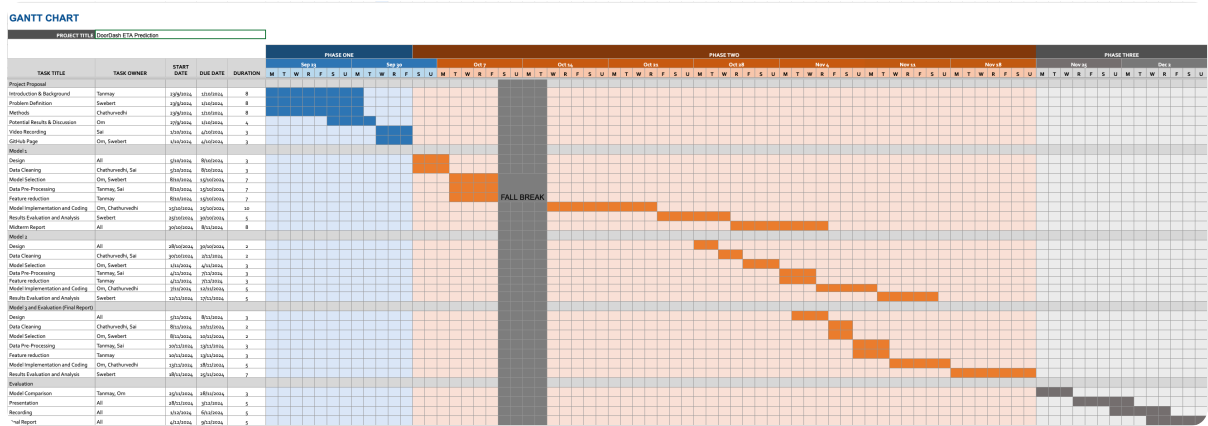 GANTT CHART
PROJECT TITLE DoorDash ETA Prediction
PHASE ONE PHASE TWO PHASE THREE
Sep 23 Sep 30 Oct 7 Oct 14 Oct 21 Oct 28 Nov 4 Nov 11 Nov 18 Nov 25 Dec 2
TASK TITLE TASK OWNER START DATE DUE DATE DURATION M T W R F S U M T W R F S U M T W R F S U M T W R F S U M T W R F S U M T W R F S U M T W R F S U M T W R F S U M T W R F S U M T W R F S U M T W R F S U
Project Proposal
Introduction & Background Tanmay 23/9/2024 1/10/2024 8
Problem Definition Swebert 23/9/2024 1/10/2024 8
Methods Chathurvedhi 23/9/2024 1/10/2024 8
Potential Results & Discussion Om 27/9/2024 1/10/2024 4
Video Recording Sai 1/10/2024 4/10/2024 3
GitHub Page Om, Swebert 1/10/2024 4/10/2024 3
Model 1
Design All 5/10/2024 8/10/2024 3
Data Cleaning Chathurvedhi, Sai 5/10/2024 8/10/2024 3
Model Selection Om, Swebert 8/10/2024 15/10/2024 7
Data Pre-Processing Tanmay, Sai 8/10/2024 15/10/2024 7
Feature reduction Tanmay 8/10/2024 15/10/2024 7
FALL BREAK
Model Implementation and Coding Om, Chathurvedhi 15/10/2024 25/10/2024 10
Results Evaluation and Analysis Swebert 25/10/2024 30/10/2024 5
Midterm Report All 30/10/2024 8/11/2024 8
Model 2
Design All 28/10/2024 30/10/2024 2
Data Cleaning Chathurvedhi, Sai 30/10/2024 1/11/2024 2
Model Selection Om, Swebert 1/11/2024 4/11/2024 3
Data Pre-Processing Tanmay, Sai 4/11/2024 7/11/2024 3
Feature reduction Tanmay 4/11/2024 7/11/2024 3
Model Implementation and Coding Om, Chathurvedhi 7/11/2024 12/11/2024 5
Results Evaluation and Analysis Swebert 12/11/2024 17/11/2024 5
Model 3 and Evaluation (Final Report)
Design All 5/11/2024 8/11/2024 3
Data Cleaning Chathurvedhi, Sai 8/11/2024 10/11/2024 2
Model Selection Om, Swebert 8/11/2024 10/11/2024 2
Data Pre-Processing Tanmay, Sai 10/11/2024 13/11/2024 3
Feature reduction Tanmay 10/11/2024 13/11/2024 3
Model Implementation and Coding Om, Chathurvedhi 13/11/2024 18/11/2024 5
Results Evaluation and Analysis Swebert 18/11/2024 25/11/2024 7
Evaluation
Model Comparison Tanmay, Om 25/11/2024 28/11/2024 3
Presentation All 28/11/2024 3/12/2024 5
Recording All 1/12/2024 6/12/2024 5
Report All 4/12/2024 9/12/2024 5